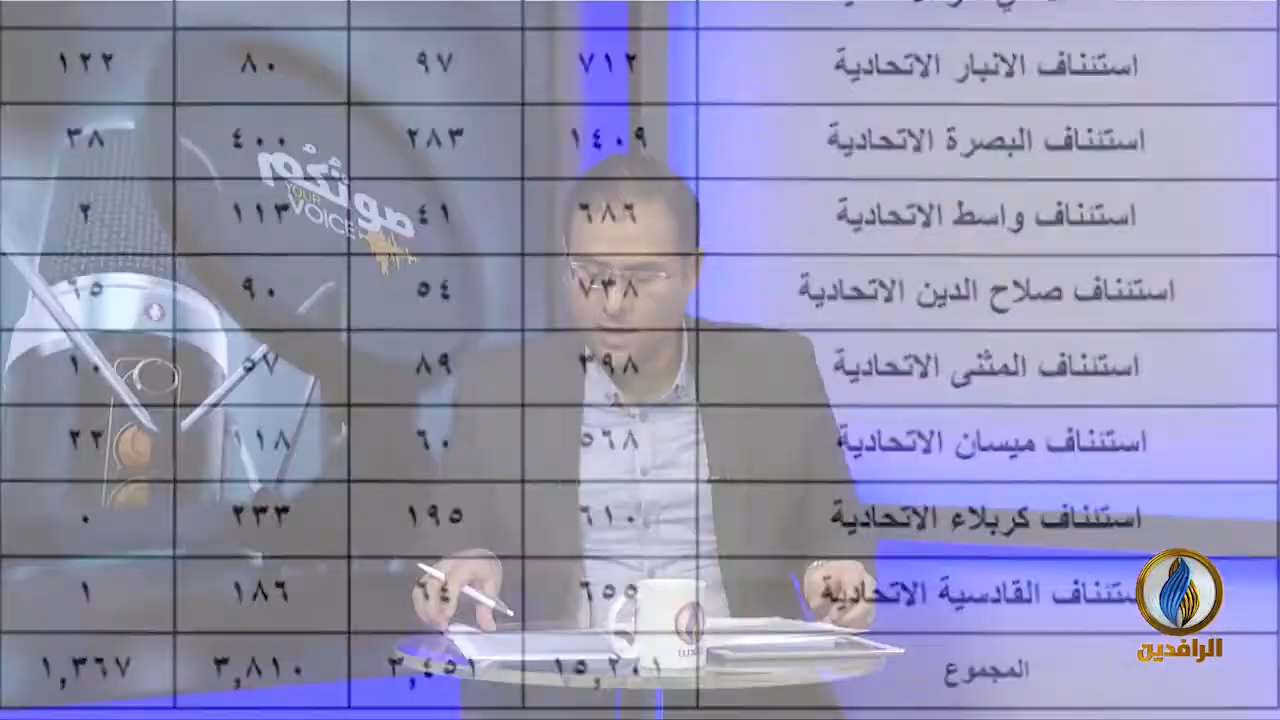 استئناف الانبار الاتحادية ٧١٢ ٩٧ ٨٠ ١٢٢
استئناف البصرة الاتحادية ١٤٠٩ ٢٨٣ ٤٠٠ ٣٨
استئناف واسط الاتحادية ٦٨٦ ٤١ ١١٣ ٢
استئناف صلاح الدين الاتحادية ٧٣٨ ٥٤ ٩٠
استئناف المثنى الاتحادية ٣٩٨ ٨٩ ٥٧ ١٠
استئناف ميسان الاتحادية ٥٦٨ ٦٠ ١١٨ ٢٢
استئناف كربلاء الاتحادية ٦١٠ ١٩٥ ٢٣٣ ٠
استئناف القادسية الاتحادية ٦٥٥ ٦٤ ١٨٦ ١
المجموع ١٥,٢٠١ ٣,٤٥١ ٣,٨١٠ ١,٣٦٧
صوتكم
YOUR
VOICE
الرافدين